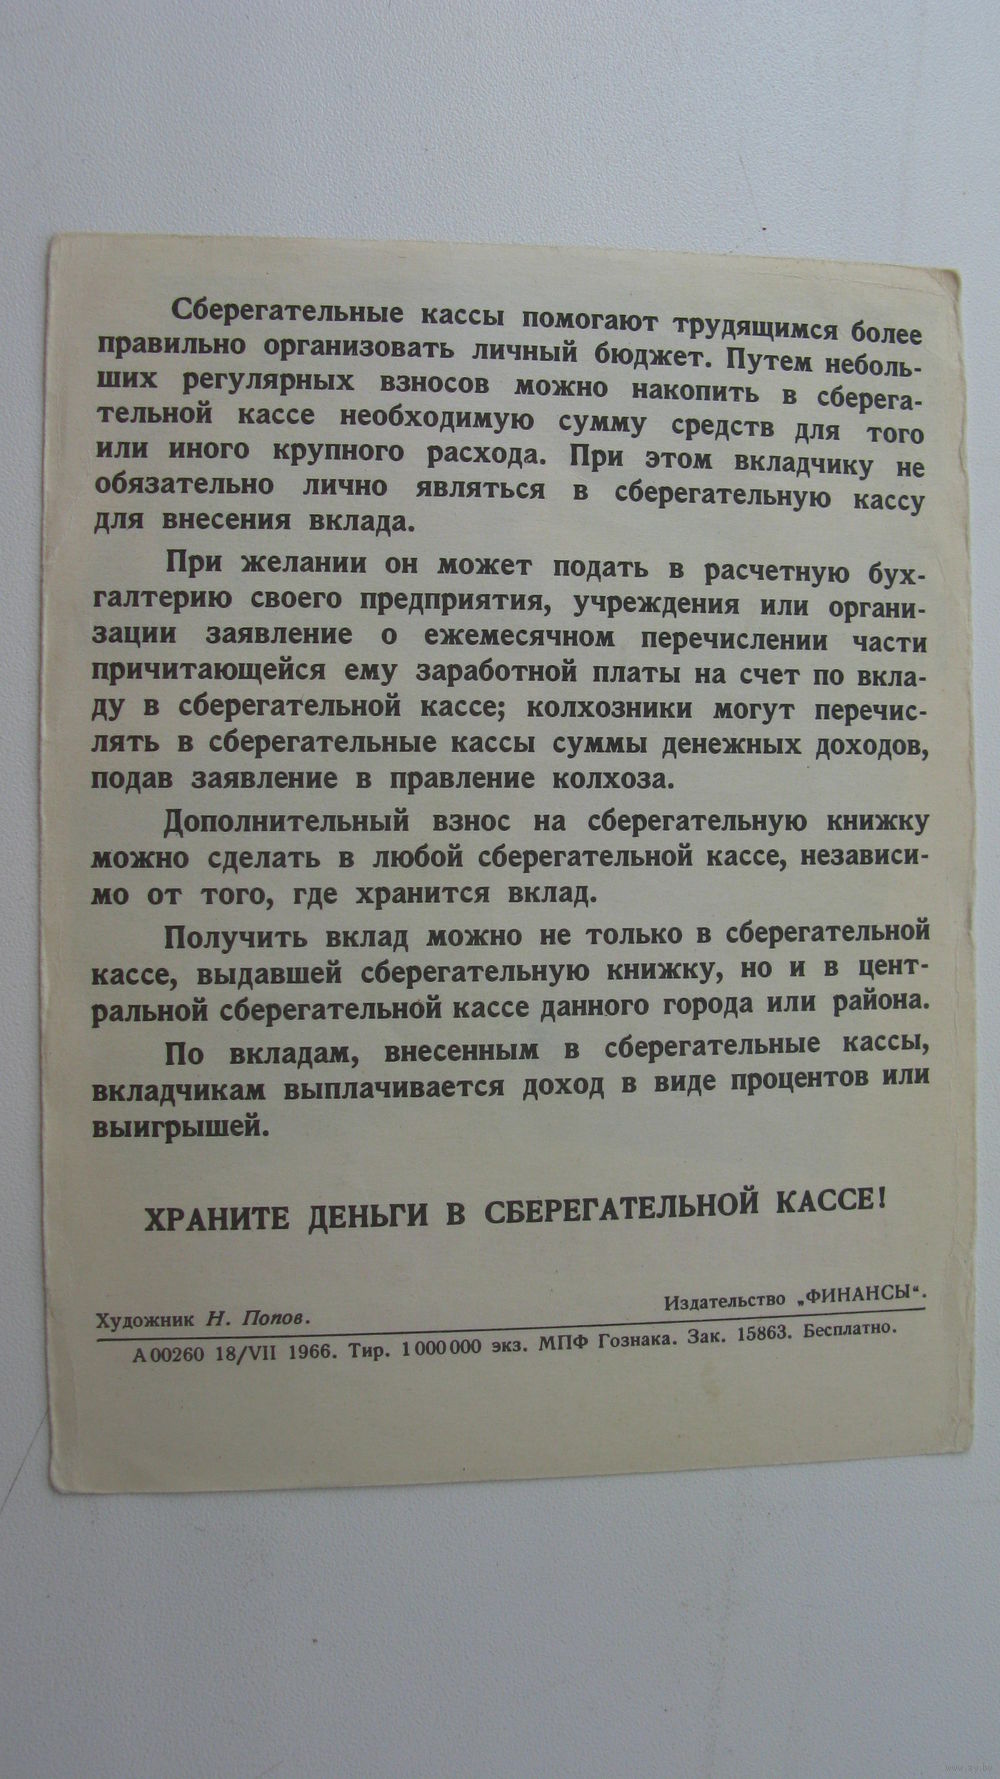 Сберегательные кассы помогают трудящимся более
правильно организовать личный бюджет. Путем неболь-
ших регулярных взносов можно накопить в сберега-
тельной кассе необходимую сумму средств для того
или иного крупного расхода. При этом вкладчику не
обязательно лично являться в сберегательную кассу
для внесения вклада.
При желании он может подать в расчетную бух-
галтерию своего предприятия, учреждения или органи-
зации заявление о ежемесячном перечислении части
причитающейся ему заработной платы на счет по вкла-
ду в сберегательной кассе; колхозники могут перечис-
лять в сберегательные кассы суммы денежных доходов,
подав заявление в правление колхоза.
Дополнительный взнос на сберегательную книжку
можно сделать в любой сберегательной кассе, независи-
мо от того, где хранится вклад.
Получить вклад можно не только в сберегательной
кассе, выдавшей сберегательную книжку, но и в цент-
ральной сберегательной кассе данного города или района.
По вкладам, внесенным в сберегательные кассы,
вкладчикам выплачивается доход в виде процентов или
выигрышей.
ХРАНИТЕ ДЕНЬГИ В СБЕРЕГАТЕЛЬНОЙ КАССЕ!
Художник Н. Попов. Издательство „ФИНАНСЫ“.
А00260 18/VII 1966. Тир. 1 000 000 экз. МПФ Гознака. Зак. 15863. Бесплатно.
www.ay.by